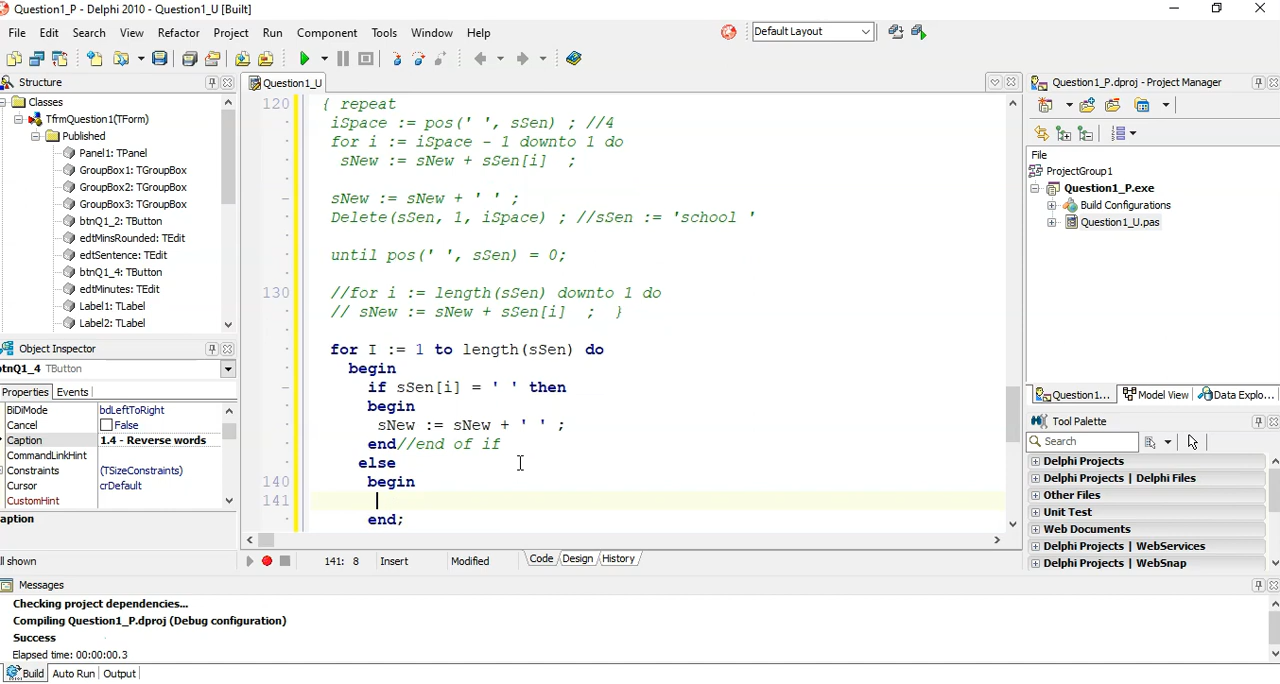 Question1_P - Delphi 2010 - Question1_U [Built]
File Edit Search View Refactor Project Run Component Tools Window Help
Default Layout
Structure
Classes
TfrmQuestion1(TForm)
Published
Panel1: TPanel
GroupBox1: TGroupBox
GroupBox2: TGroupBox
GroupBox3: TGroupBox
btnQ1_2: TButton
edtMinsRounded: TEdit
edtSentence: TEdit
btnQ1_4: TButton
edtMinutes: TEdit
Label1: TLabel
Label2: TLabel
Object Inspector
tnQ1_4 TButton
Properties Events
BiDiMode bdLeftToRight
Cancel False
Caption 1.4 - Reverse words
CommandLinkHint
Constraints (TSizeConstraints)
Cursor crDefault
CustomHint
aption
ll shown
Question1_U
120 { repeat
iSpace := pos(' ', sSen) ; //4
for i := iSpace - 1 downto 1 do
sNew := sNew + sSen[i] ;
sNew := sNew + ' ' ;
Delete(sSen, 1, iSpace) ; //sSen := 'school '
until pos(' ', sSen) = 0;
130 //for i := length(sSen) downto 1 do
// sNew := sNew + sSen[i] ; }
for I := 1 to length(sSen) do
begin
if sSen[i] = ' ' then
begin
sNew := sNew + ' ' ;
end//end of if
else
140 begin
141
end;
141: 8 Insert Modified Code Design History
Question1_P.dproj - Project Manager
File
ProjectGroup1
Question1_P.exe
Build Configurations
Question1_U.pas
Question1... Model View Data Explo...
Tool Palette
Search
Delphi Projects
Delphi Projects | Delphi Files
Other Files
Unit Test
Web Documents
Delphi Projects | WebServices
Delphi Projects | WebSnap
Messages
Checking project dependencies...
Compiling Question1_P.dproj (Debug configuration)
Success
Elapsed time: 00:00:00.3
Build Auto Run Output